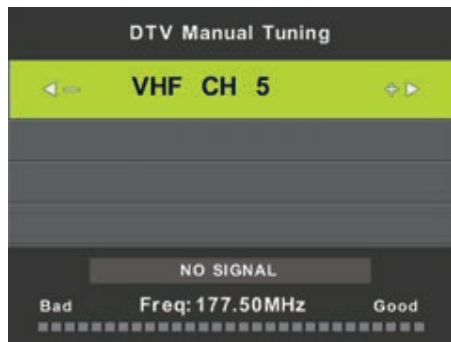 DTV Manual Tuning
VHF CH 5
NO SIGNAL
Bad Freq: 177.50MHz Good